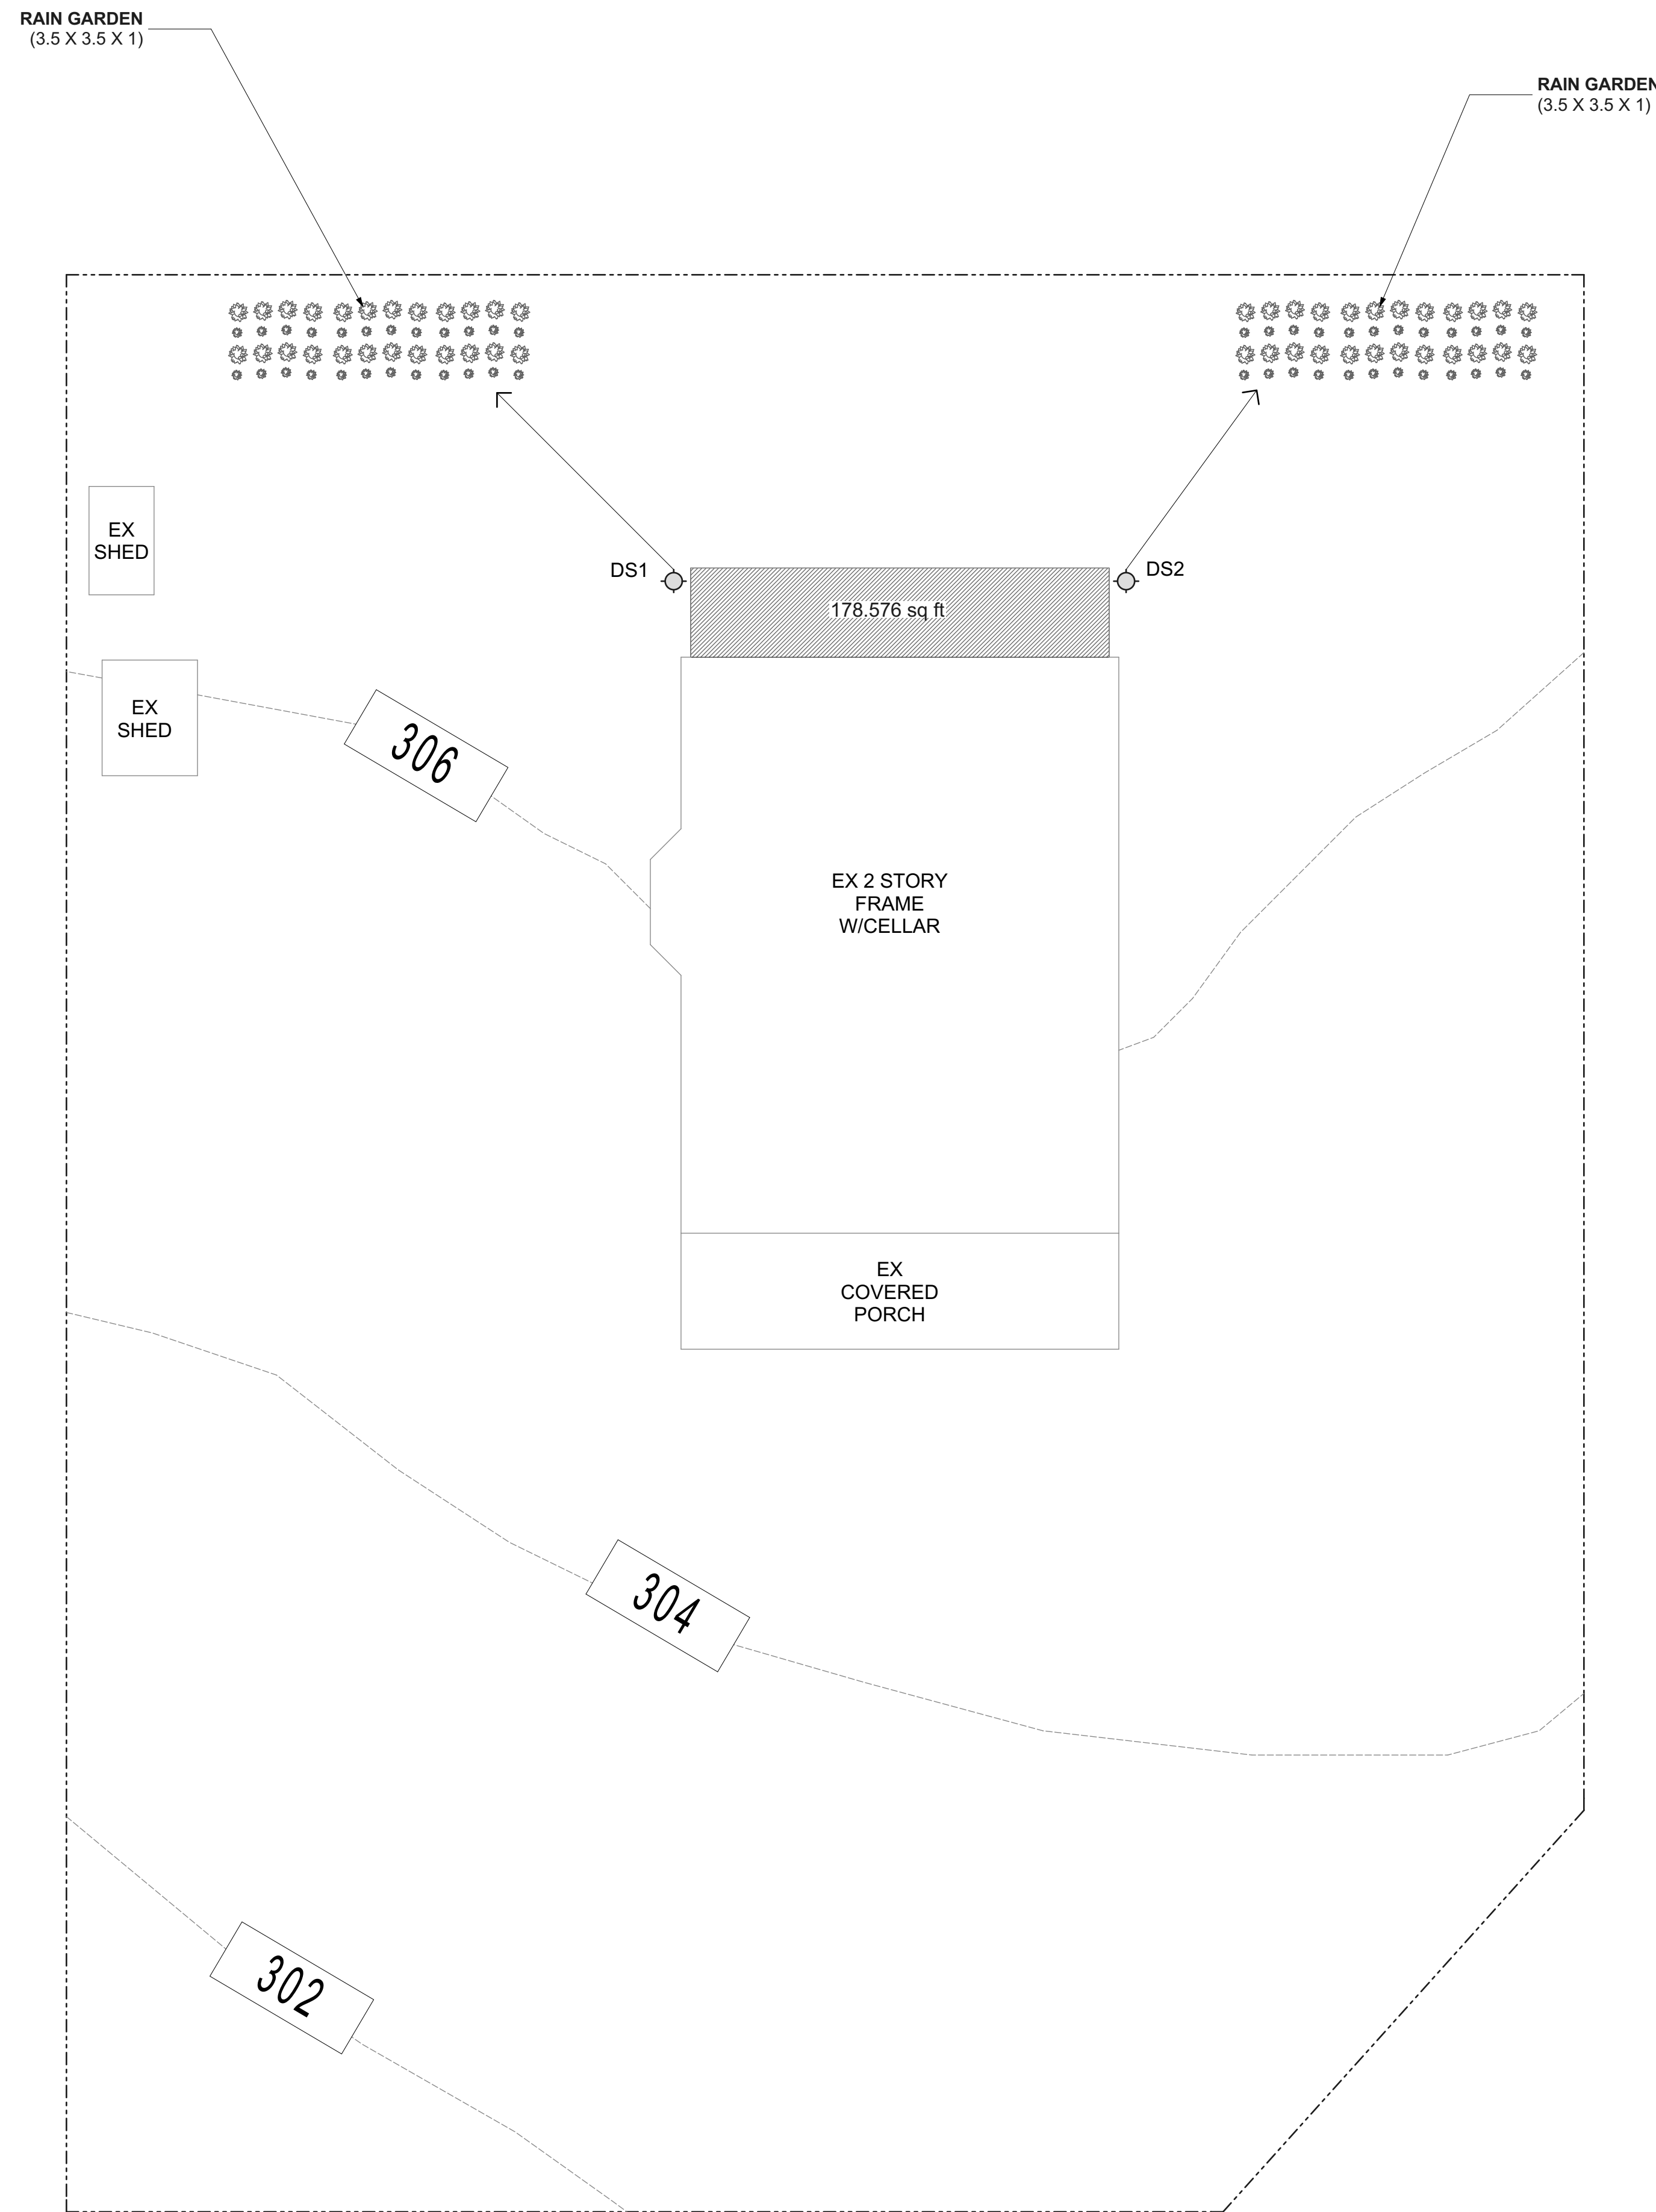 RAIN GARDEN
(3.5 X 3.5 X 1)
RAIN GARDEN
(3.5 X 3.5 X 1)
EX
SHED
DS1
DS2
178.576 sq ft
EX
SHED
306
EX 2 STORY
FRAME
W/CELLAR
EX
COVERED
PORCH
304
302